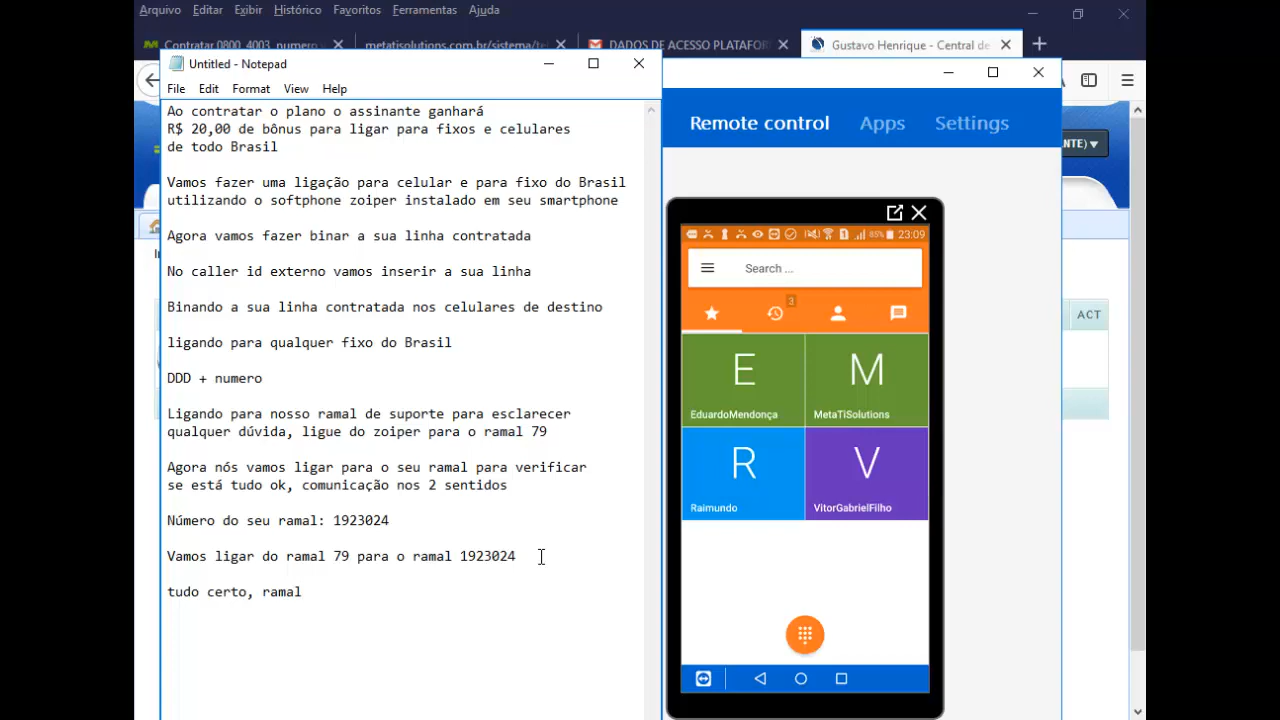 Arquivo Editar Exibir Histórico Favoritos Ferramentas Ajuda
Contratar 0800, 4003, numero
metatisolutions.com.br/sistema/te
DADOS DE ACESSO PLATAFOR
Gustavo Henrique - Central de
Untitled - Notepad
File Edit Format View Help
Ao contratar o plano o assinante ganhará
R$ 20,00 de bônus para ligar para fixos e celulares
de todo Brasil
Vamos fazer uma ligação para celular e para fixo do Brasil
utilizando o softphone zoiper instalado em seu smartphone
Agora vamos fazer binar a sua linha contratada
No caller id externo vamos inserir a sua linha
Binando a sua linha contratada nos celulares de destino
ligando para qualquer fixo do Brasil
DDD + numero
Ligando para nosso ramal de suporte para esclarecer
qualquer dúvida, ligue do zoiper para o ramal 79
Agora nós vamos ligar para o seu ramal para verificar
se está tudo ok, comunicação nos 2 sentidos
Número do seu ramal: 1923024
Vamos ligar do ramal 79 para o ramal 1923024
tudo certo, ramal
Remote control Apps Settings
NTE)
ACT
85% 23:09
Search ...
3
E
EduardoMendonça
M
MetaTiSolutions
R
Raimundo
V
VitorGabrielFilho